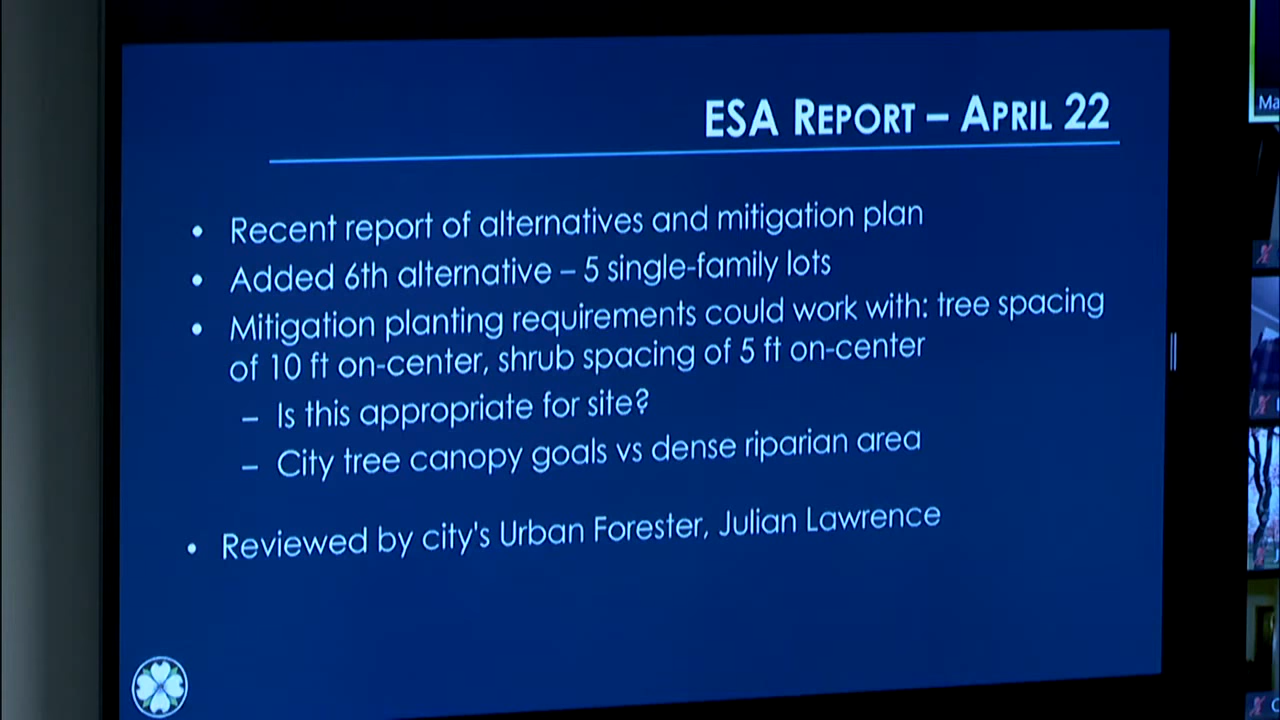 ESA REPORT – APRIL 22
• Recent report of alternatives and mitigation plan
• Added 6th alternative – 5 single-family lots
• Mitigation planting requirements could work with: tree spacing
of 10 ft on-center, shrub spacing of 5 ft on-center
– Is this appropriate for site?
– City tree canopy goals vs dense riparian area
• Reviewed by city's Urban Forester, Julian Lawrence
Ma